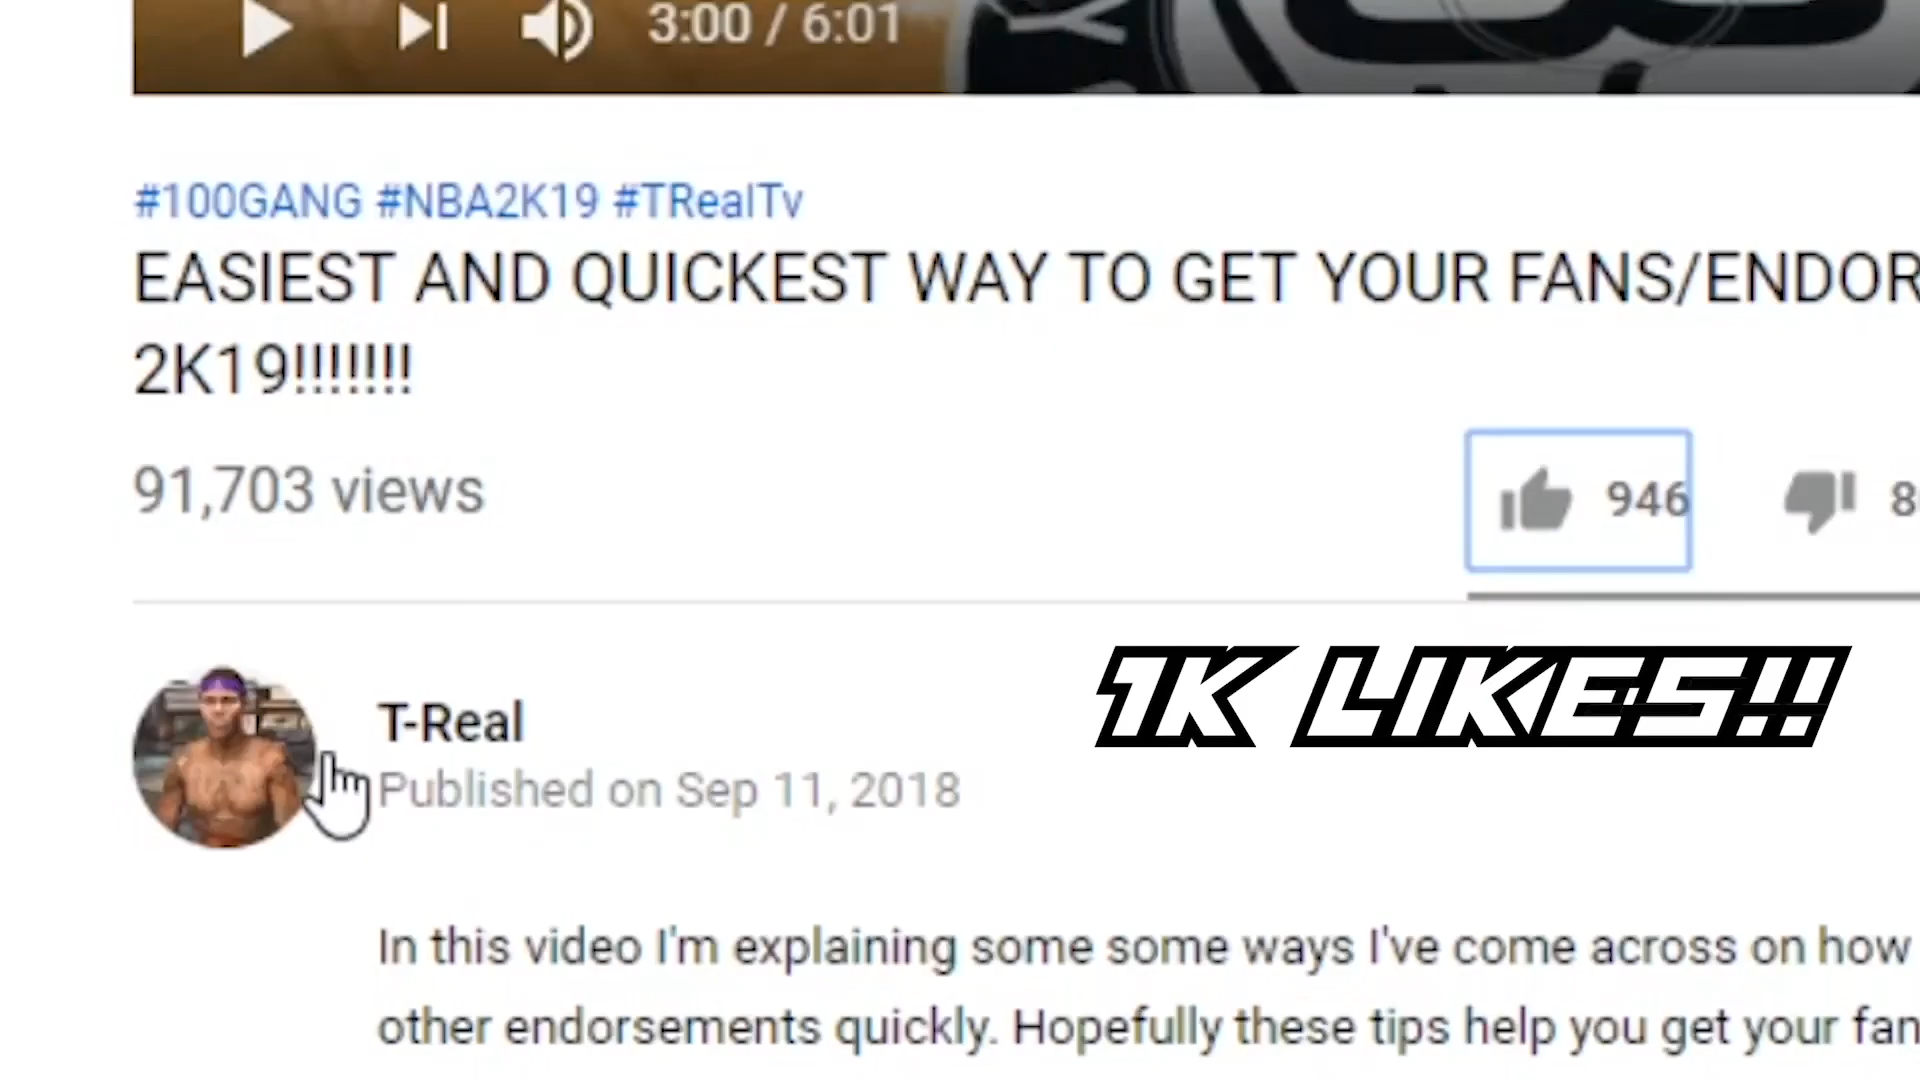 3:00 / 6:01
#100GANG #NBA2K19 #TRealTv
EASIEST AND QUICKEST WAY TO GET YOUR FANS/ENDOR
2K19!!!!!!!
91,703 views
946
8
1K LIKES!!
T-Real
Published on Sep 11, 2018
In this video I'm explaining some some ways I've come across on how
other endorsements quickly. Hopefully these tips help you get your fan